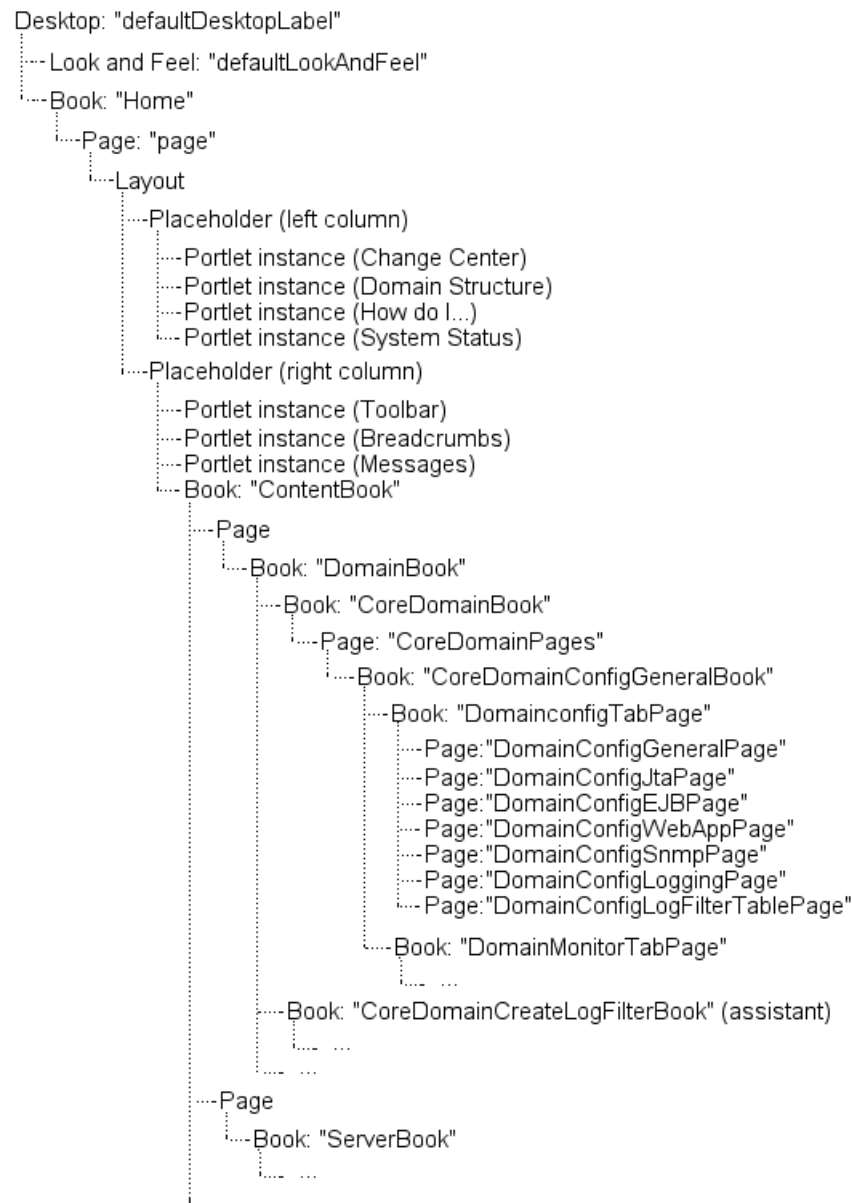 Desktop: "defaultDesktopLabel"
Look and Feel: "defaultLookAndFeel"
Book: "Home"
Page: "page"
Layout
Placeholder (left column)
Portlet instance (Change Center)
Portlet instance (Domain Structure)
Portlet instance (How do I...)
Portlet instance (System Status)
Placeholder (right column)
Portlet instance (Toolbar)
Portlet instance (Breadcrumbs)
Portlet instance (Messages)
Book: "ContentBook"
Page
Book: "DomainBook"
Book: "CoreDomainBook"
Page: "CoreDomainPages"
Book: "CoreDomainConfigGeneralBook"
Book: "DomainconfigTabPage"
Page:"DomainConfigGeneralPage"
Page:"DomainConfigJtaPage"
Page:"DomainConfigEJBPage"
Page:"DomainConfigWebAppPage"
Page:"DomainConfigSnmpPage"
Page:"DomainConfigLoggingPage"
Page:"DomainConfigLogFilterTablePage"
Book: "DomainMonitorTabPage"
...
Book: "CoreDomainCreateLogFilterBook" (assistant)
...
...
Page
Book: "ServerBook"
...